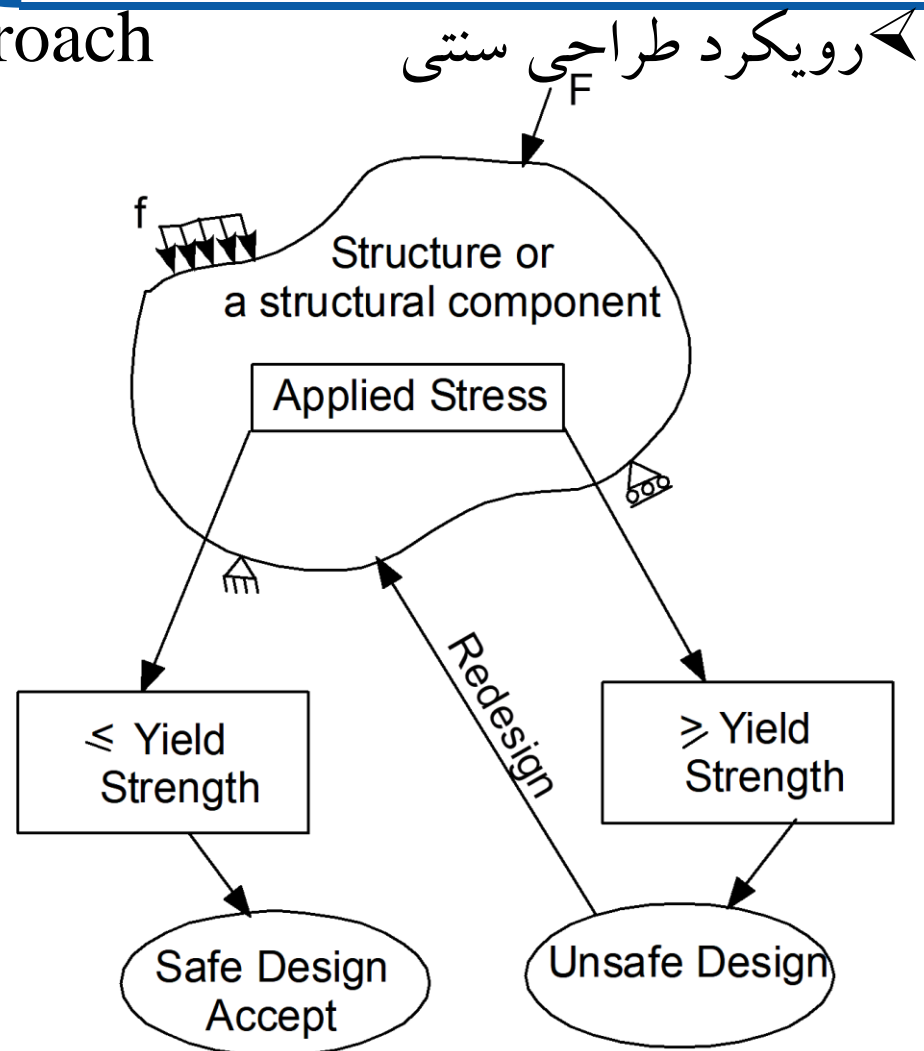 رویکرد طراحی سنتی
F
f
Structure or
a structural component
Applied Stress
Redesign
≤ Yield
Strength
≥ Yield
Strength
Safe Design
Accept
Unsafe Design